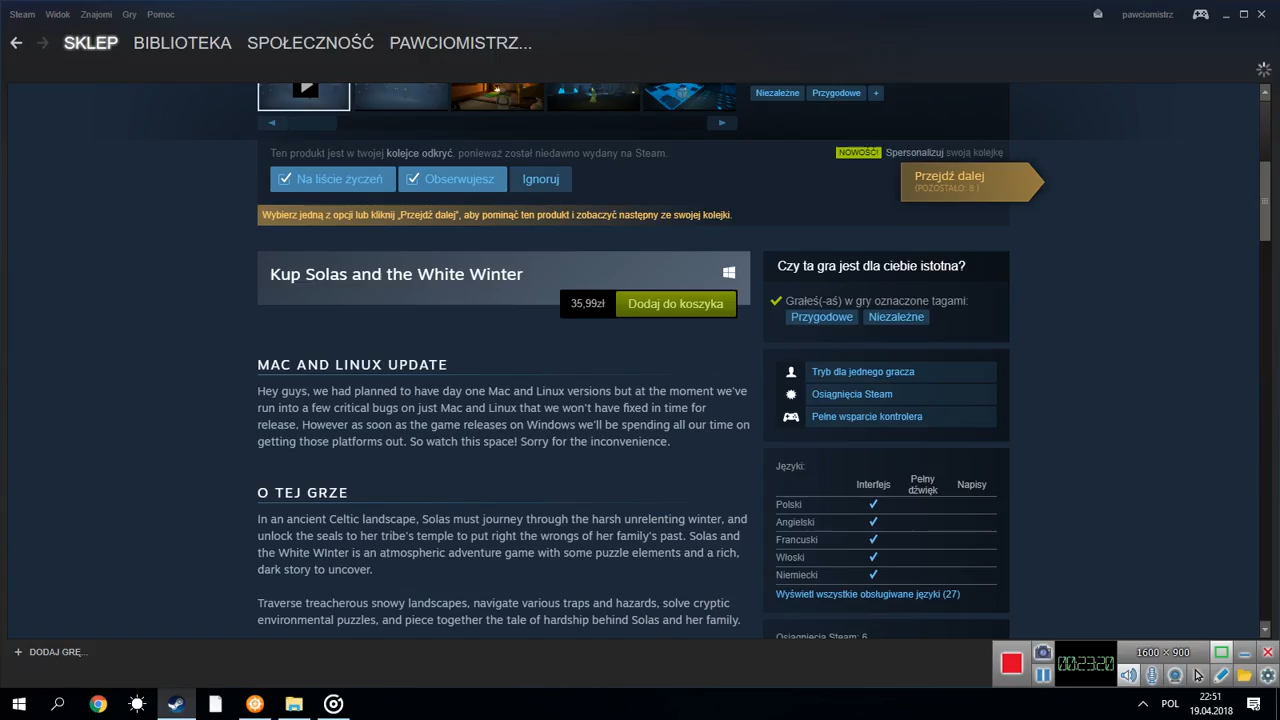 Steam Widok Znajomi Gry Pomoc
pawciomistrz
SKLEP BIBLIOTEKA SPOŁECZNOŚĆ PAWCIOMISTRZ...
Niezależne Przygodowe +
Ten produkt jest w twojej kolejce odkryć, ponieważ został niedawno wydany na Steam.
NOWOŚĆ! Spersonalizuj swoją kolejkę
Na liście życzeń Obserwujesz Ignoruj
Przejdź dalej
(POZOSTAŁO: 8 )
Wybierz jedną z opcji lub kliknij „Przejdź dalej”, aby pominąć ten produkt i zobaczyć następny ze swojej kolejki.
Kup Solas and the White Winter
35,99zł Dodaj do koszyka
MAC AND LINUX UPDATE
Hey guys, we had planned to have day one Mac and Linux versions but at the moment we've
run into a few critical bugs on just Mac and Linux that we won't have fixed in time for
release. However as soon as the game releases on Windows we'll be spending all our time on
getting those platforms out. So watch this space! Sorry for the inconvenience.
O TEJ GRZE
In an ancient Celtic landscape, Solas must journey through the harsh unrelenting winter, and
unlock the seals to her tribe's temple to put right the wrongs of her family's past. Solas and
the White WInter is an atmospheric adventure game with some puzzle elements and a rich,
dark story to uncover.
Traverse treacherous snowy landscapes, navigate various traps and hazards, solve cryptic
environmental puzzles, and piece together the tale of hardship behind Solas and her family.
Czy ta gra jest dla ciebie istotna?
Grałeś(-aś) w gry oznaczone tagami:
Przygodowe Niezależne
Tryb dla jednego gracza
Osiągnięcia Steam
Pełne wsparcie kontrolera
Języki:
Interfejs Pełny dźwięk Napisy
Polski
Angielski
Francuski
Włoski
Niemiecki
Wyświetl wszystkie obsługiwane języki (27)
Osiągnięcia Steam: 6
+ DODAJ GRĘ...
00:23:20
1600 × 900
POL
22:51
19.04.2018